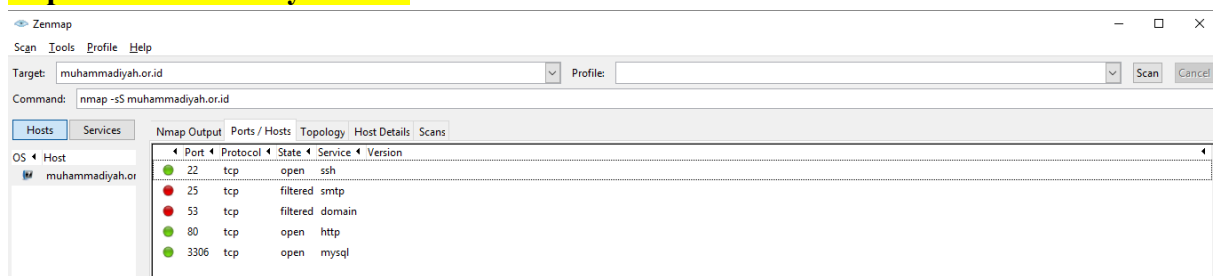 Zenmap
Scan Tools Profile Help
Target: muhammadiyah.or.id Profile: Scan Cancel
Command: nmap -sS muhammadiyah.or.id
Hosts Services Nmap Output Ports / Hosts Topology Host Details Scans
OS Host Port Protocol State Service Version
muhammadiyah.or
22 tcp open ssh
25 tcp filtered smtp
53 tcp filtered domain
80 tcp open http
3306 tcp open mysql